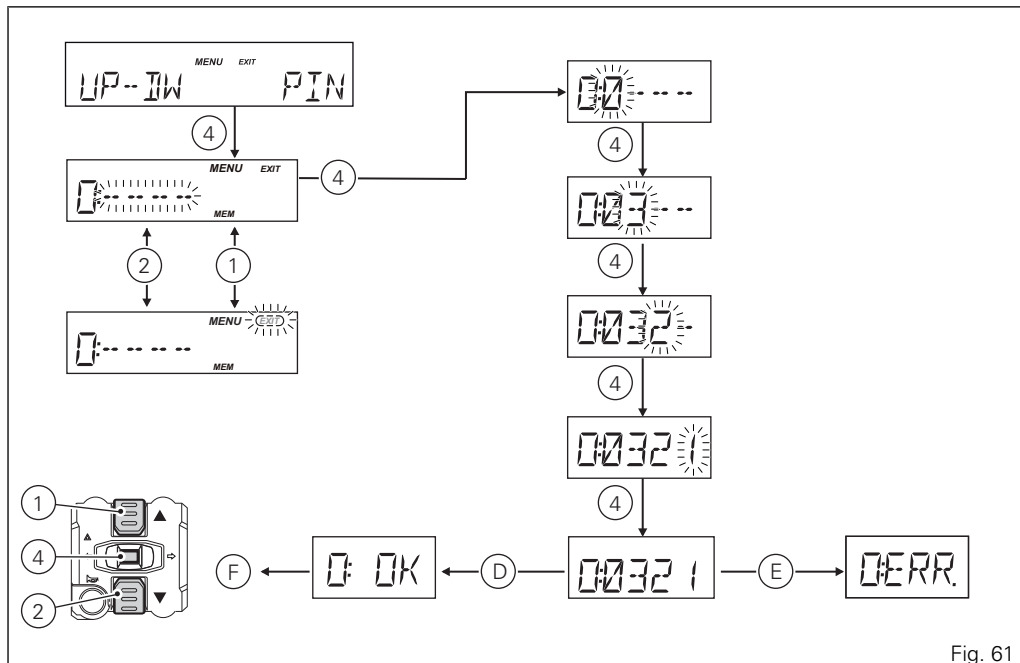 MENU EXIT
UP-DW PIN
4
MENU EXIT
0:-- -- -- --
MEM
4
2
1
MENU EXIT
0:-- -- -- --
MEM
0:0- - -
4
0:03- -
4
0:032-
4
0:0321
4
0:0321
D
0: OK
F
E
0:ERR.
1
4
2
Fig. 61